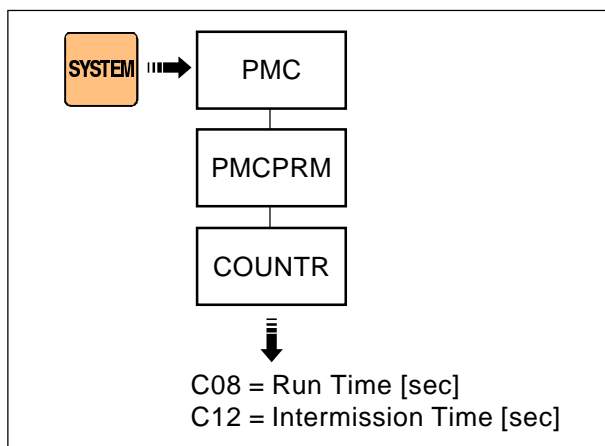 SYSTEM
PMC
PMCPRM
COUNTR
C08 = Run Time [sec]
C12 = Intermission Time [sec]